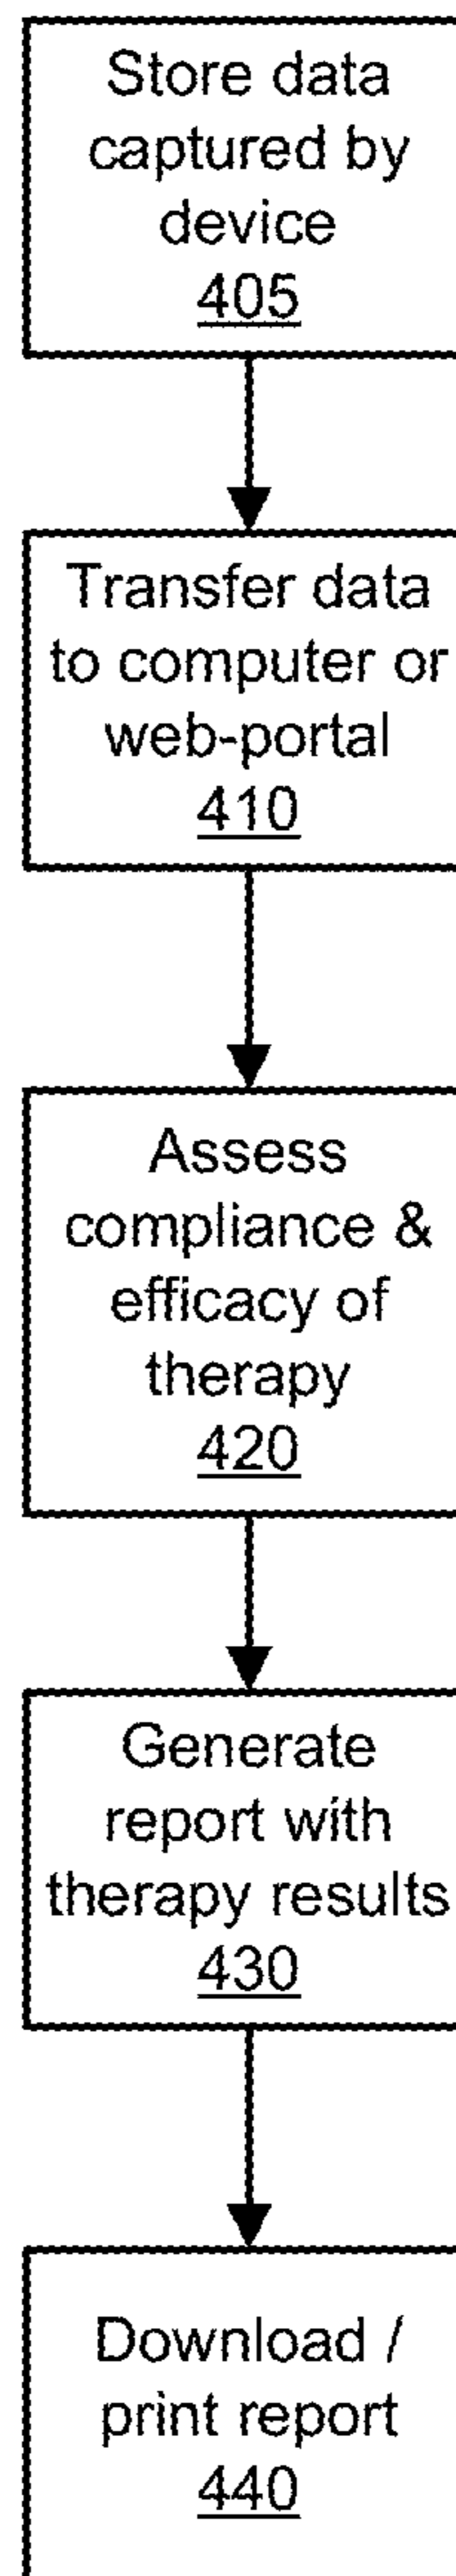 Store data
captured by
device
405
Transfer data
to computer or
web-portal
410
Assess
compliance &
efficacy of
therapy
420
Generate
report with
therapy results
430
Download /
print report
440